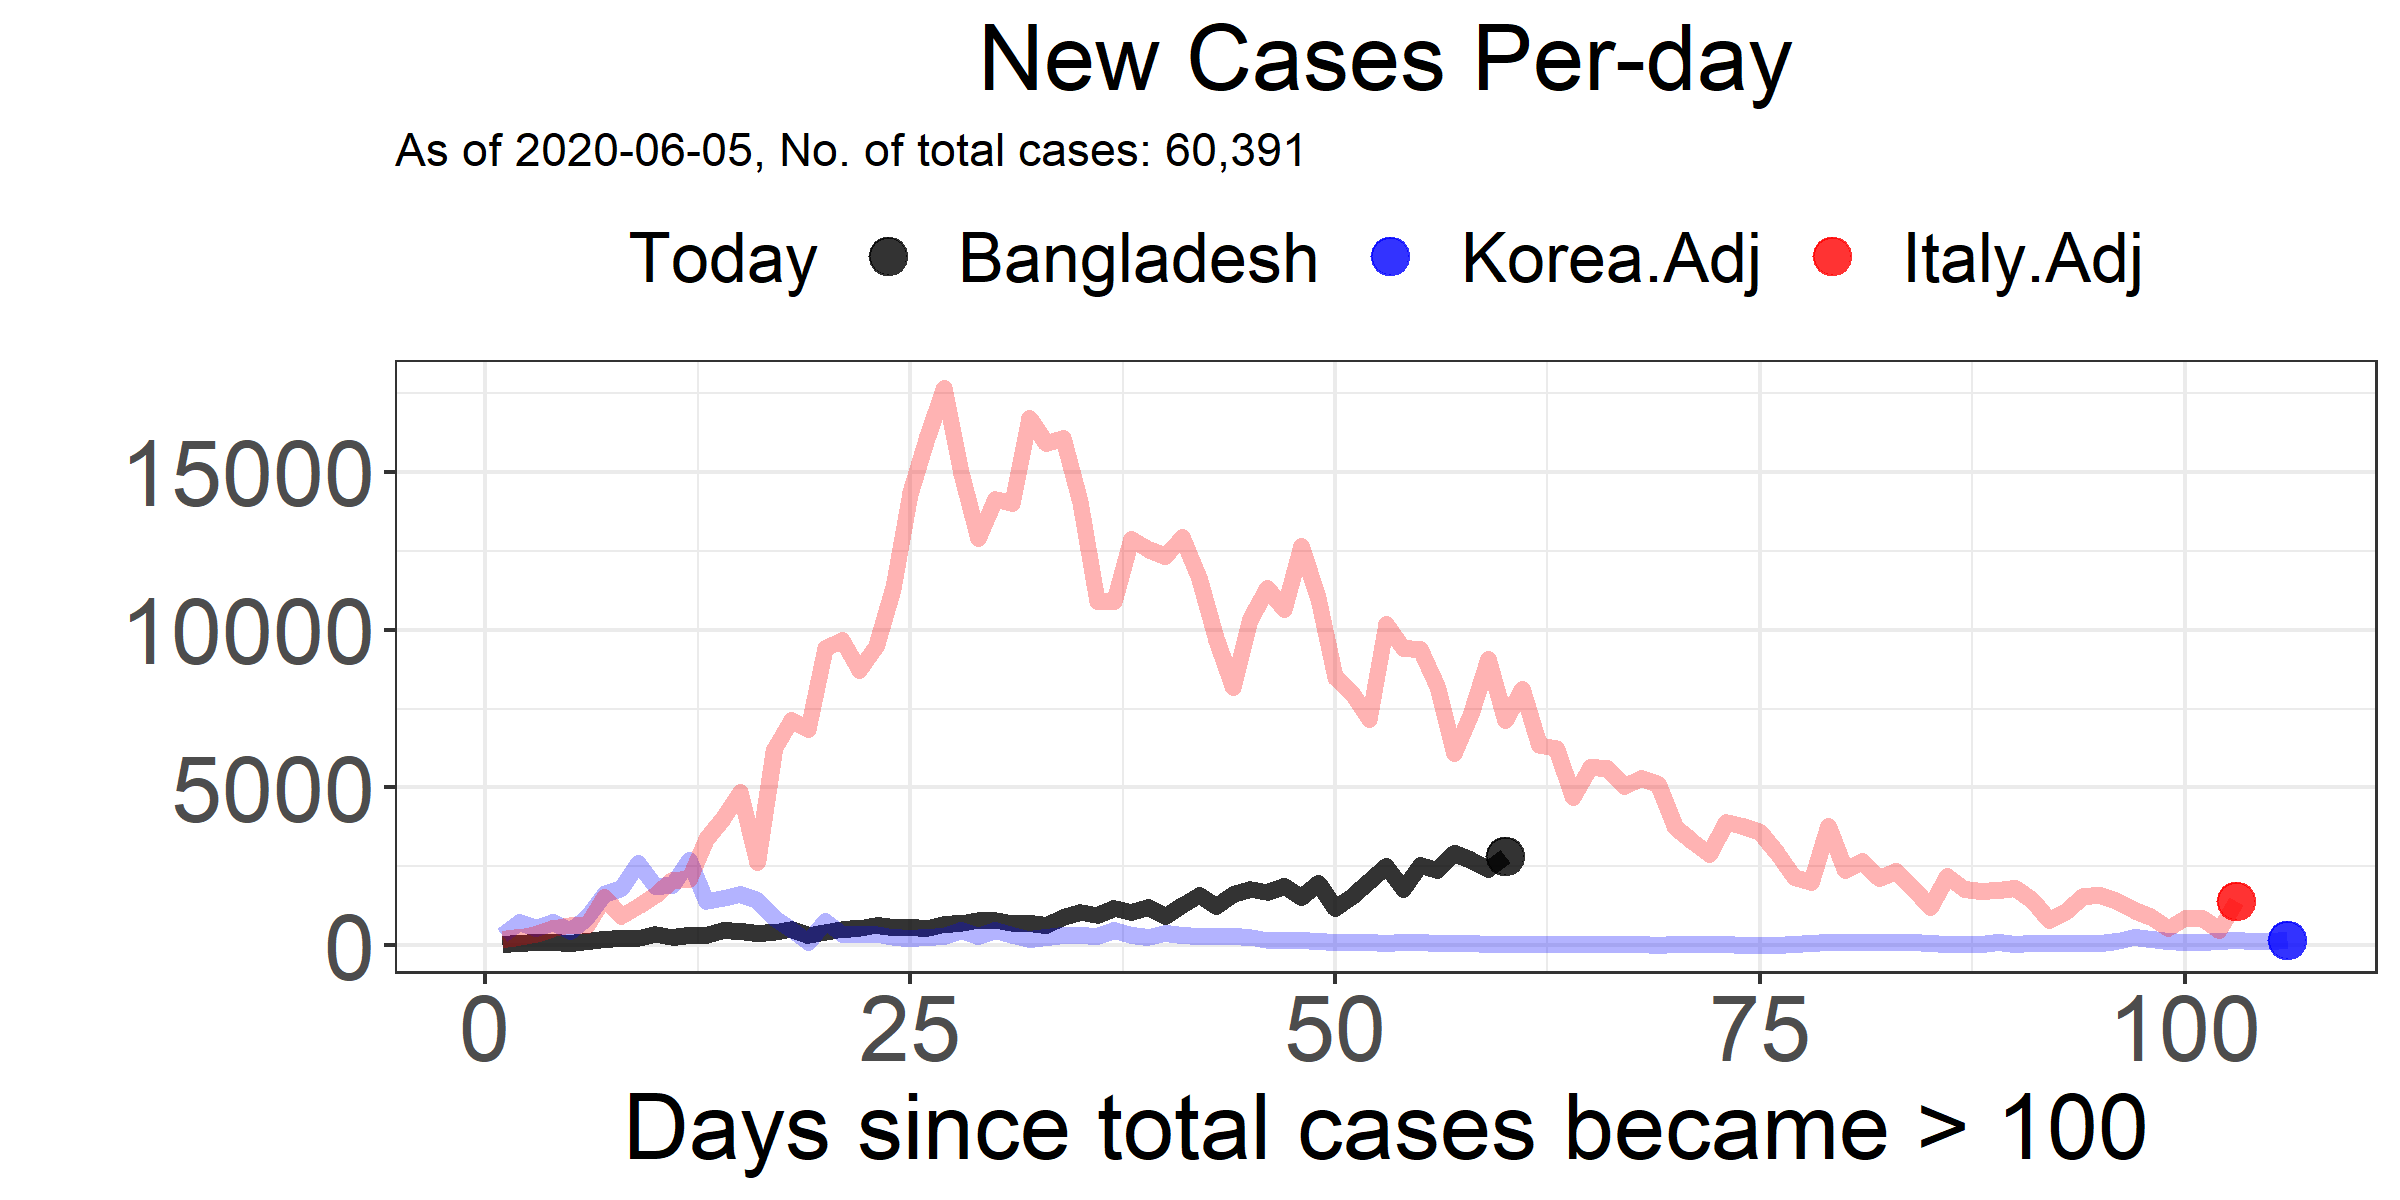 New Cases Per-day
As of 2020-06-05, No. of total cases: 60,391
Today Bangladesh Korea.Adj Italy.Adj
15000
10000
5000
0
0 25 50 75 100
Days since total cases became > 100